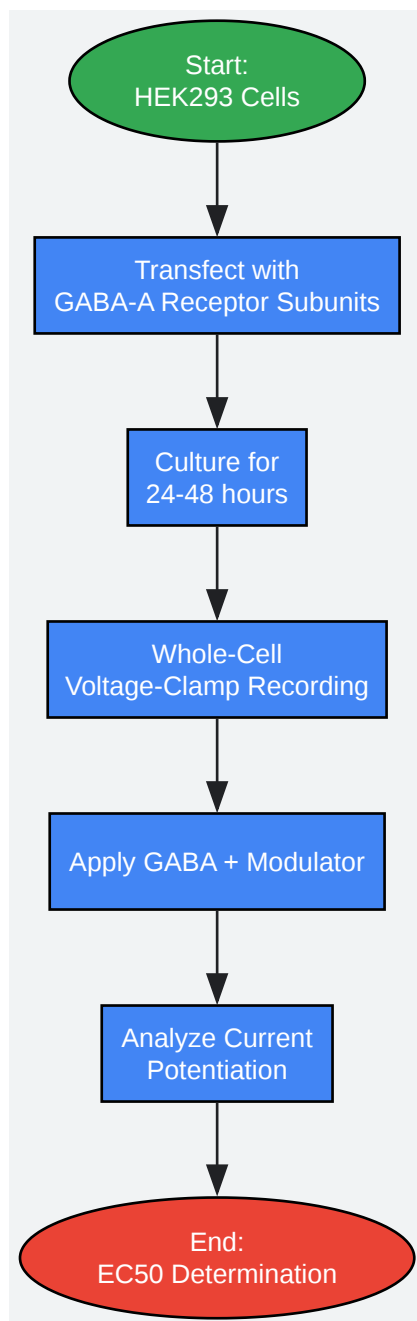 Start:
HEK293 Cells
Transfect with
GABA-A Receptor Subunits
Culture for
24-48 hours
Whole-Cell
Voltage-Clamp Recording
Apply GABA + Modulator
Analyze Current
Potentiation
End:
EC50 Determination